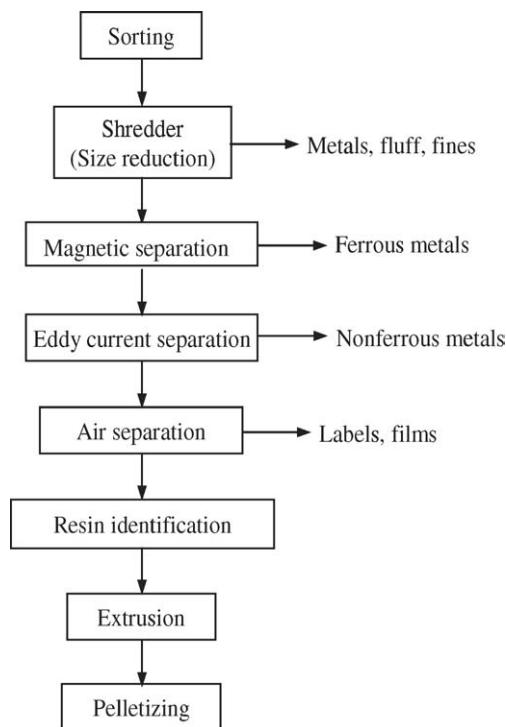 Sorting
Shredder
(Size reduction)
Metals, fluff, fines
Magnetic separation
Ferrous metals
Eddy current separation
Nonferrous metals
Air separation
Labels, films
Resin identification
Extrusion
Pelletizing